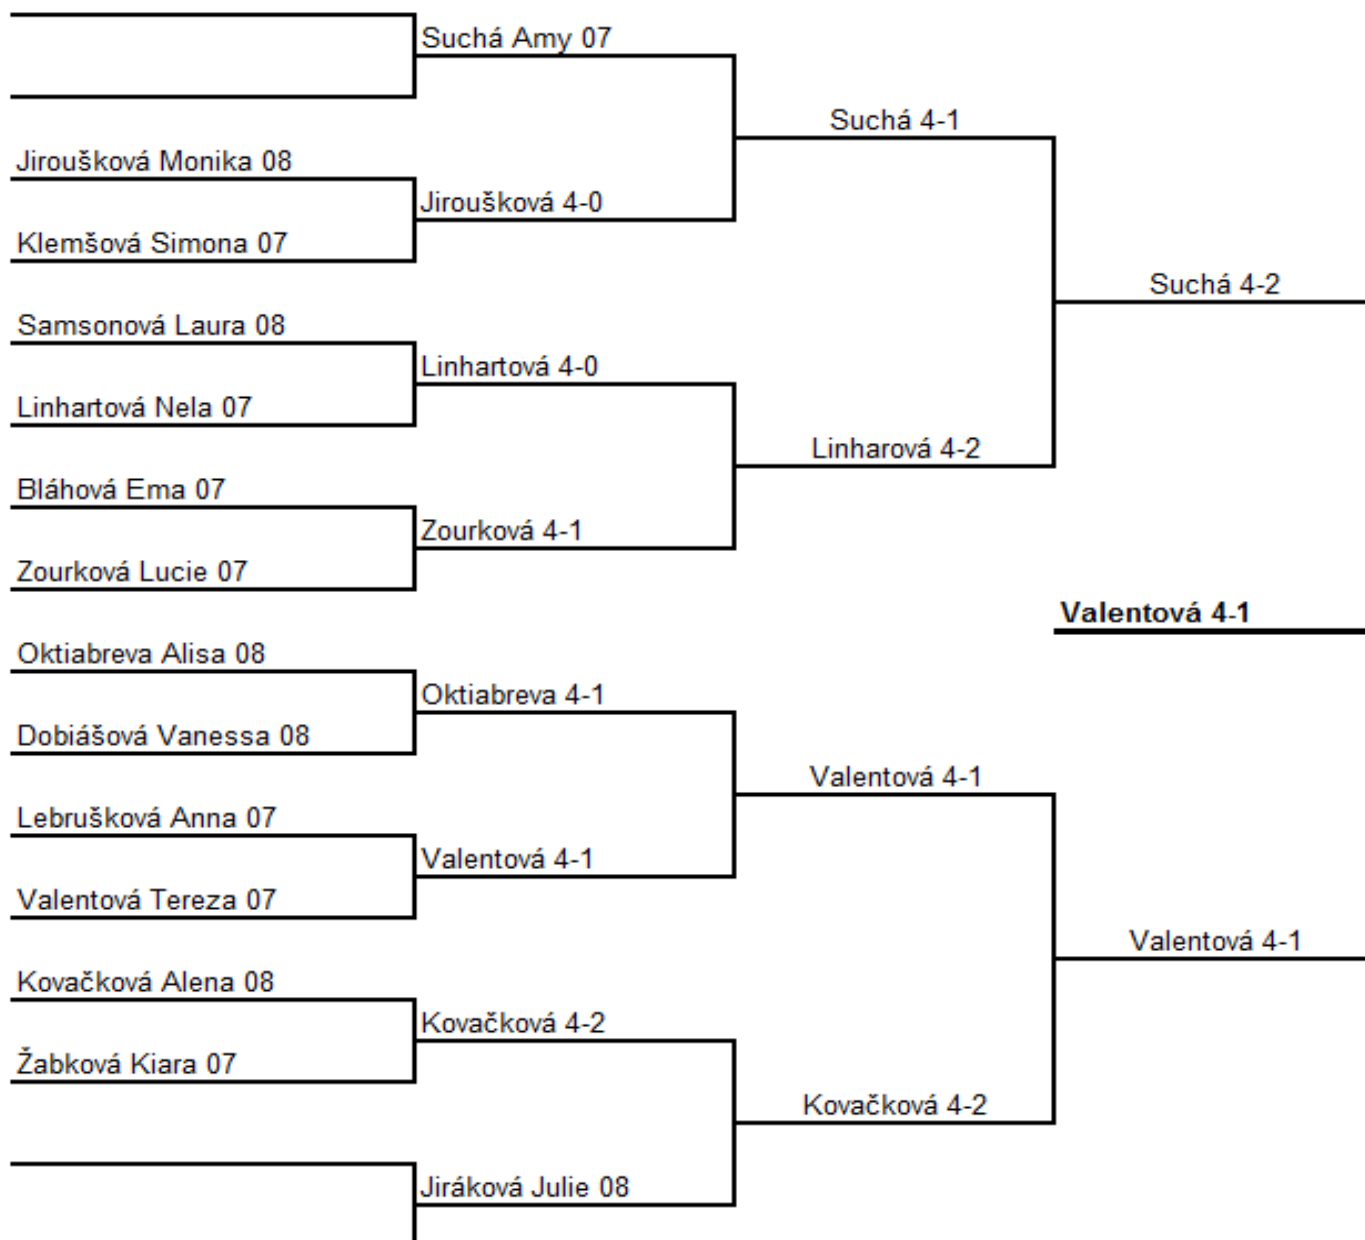 Suchá Amy 07
Suchá 4-1
Jiroušková Monika 08
Jiroušková 4-0
Klemšová Simona 07
Suchá 4-2
Samsonová Laura 08
Linhartová 4-0
Linhartová Nela 07
Linharová 4-2
Bláhová Ema 07
Zourková 4-1
Zourková Lucie 07
Valentová 4-1
Oktiabreva Alisa 08
Oktiabreva 4-1
Dobiášová Vanessa 08
Valentová 4-1
Lebrušková Anna 07
Valentová 4-1
Valentová Tereza 07
Valentová 4-1
Kovačková Alena 08
Kovačková 4-2
Žabková Kiara 07
Kovačková 4-2
Jiráková Julie 08